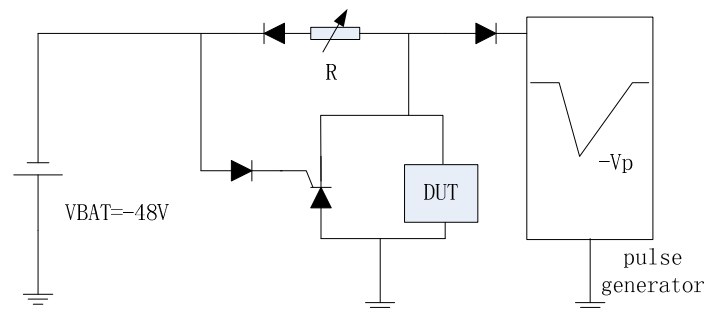 R
-Vp
DUT
VBAT=-48V
pulse
generator